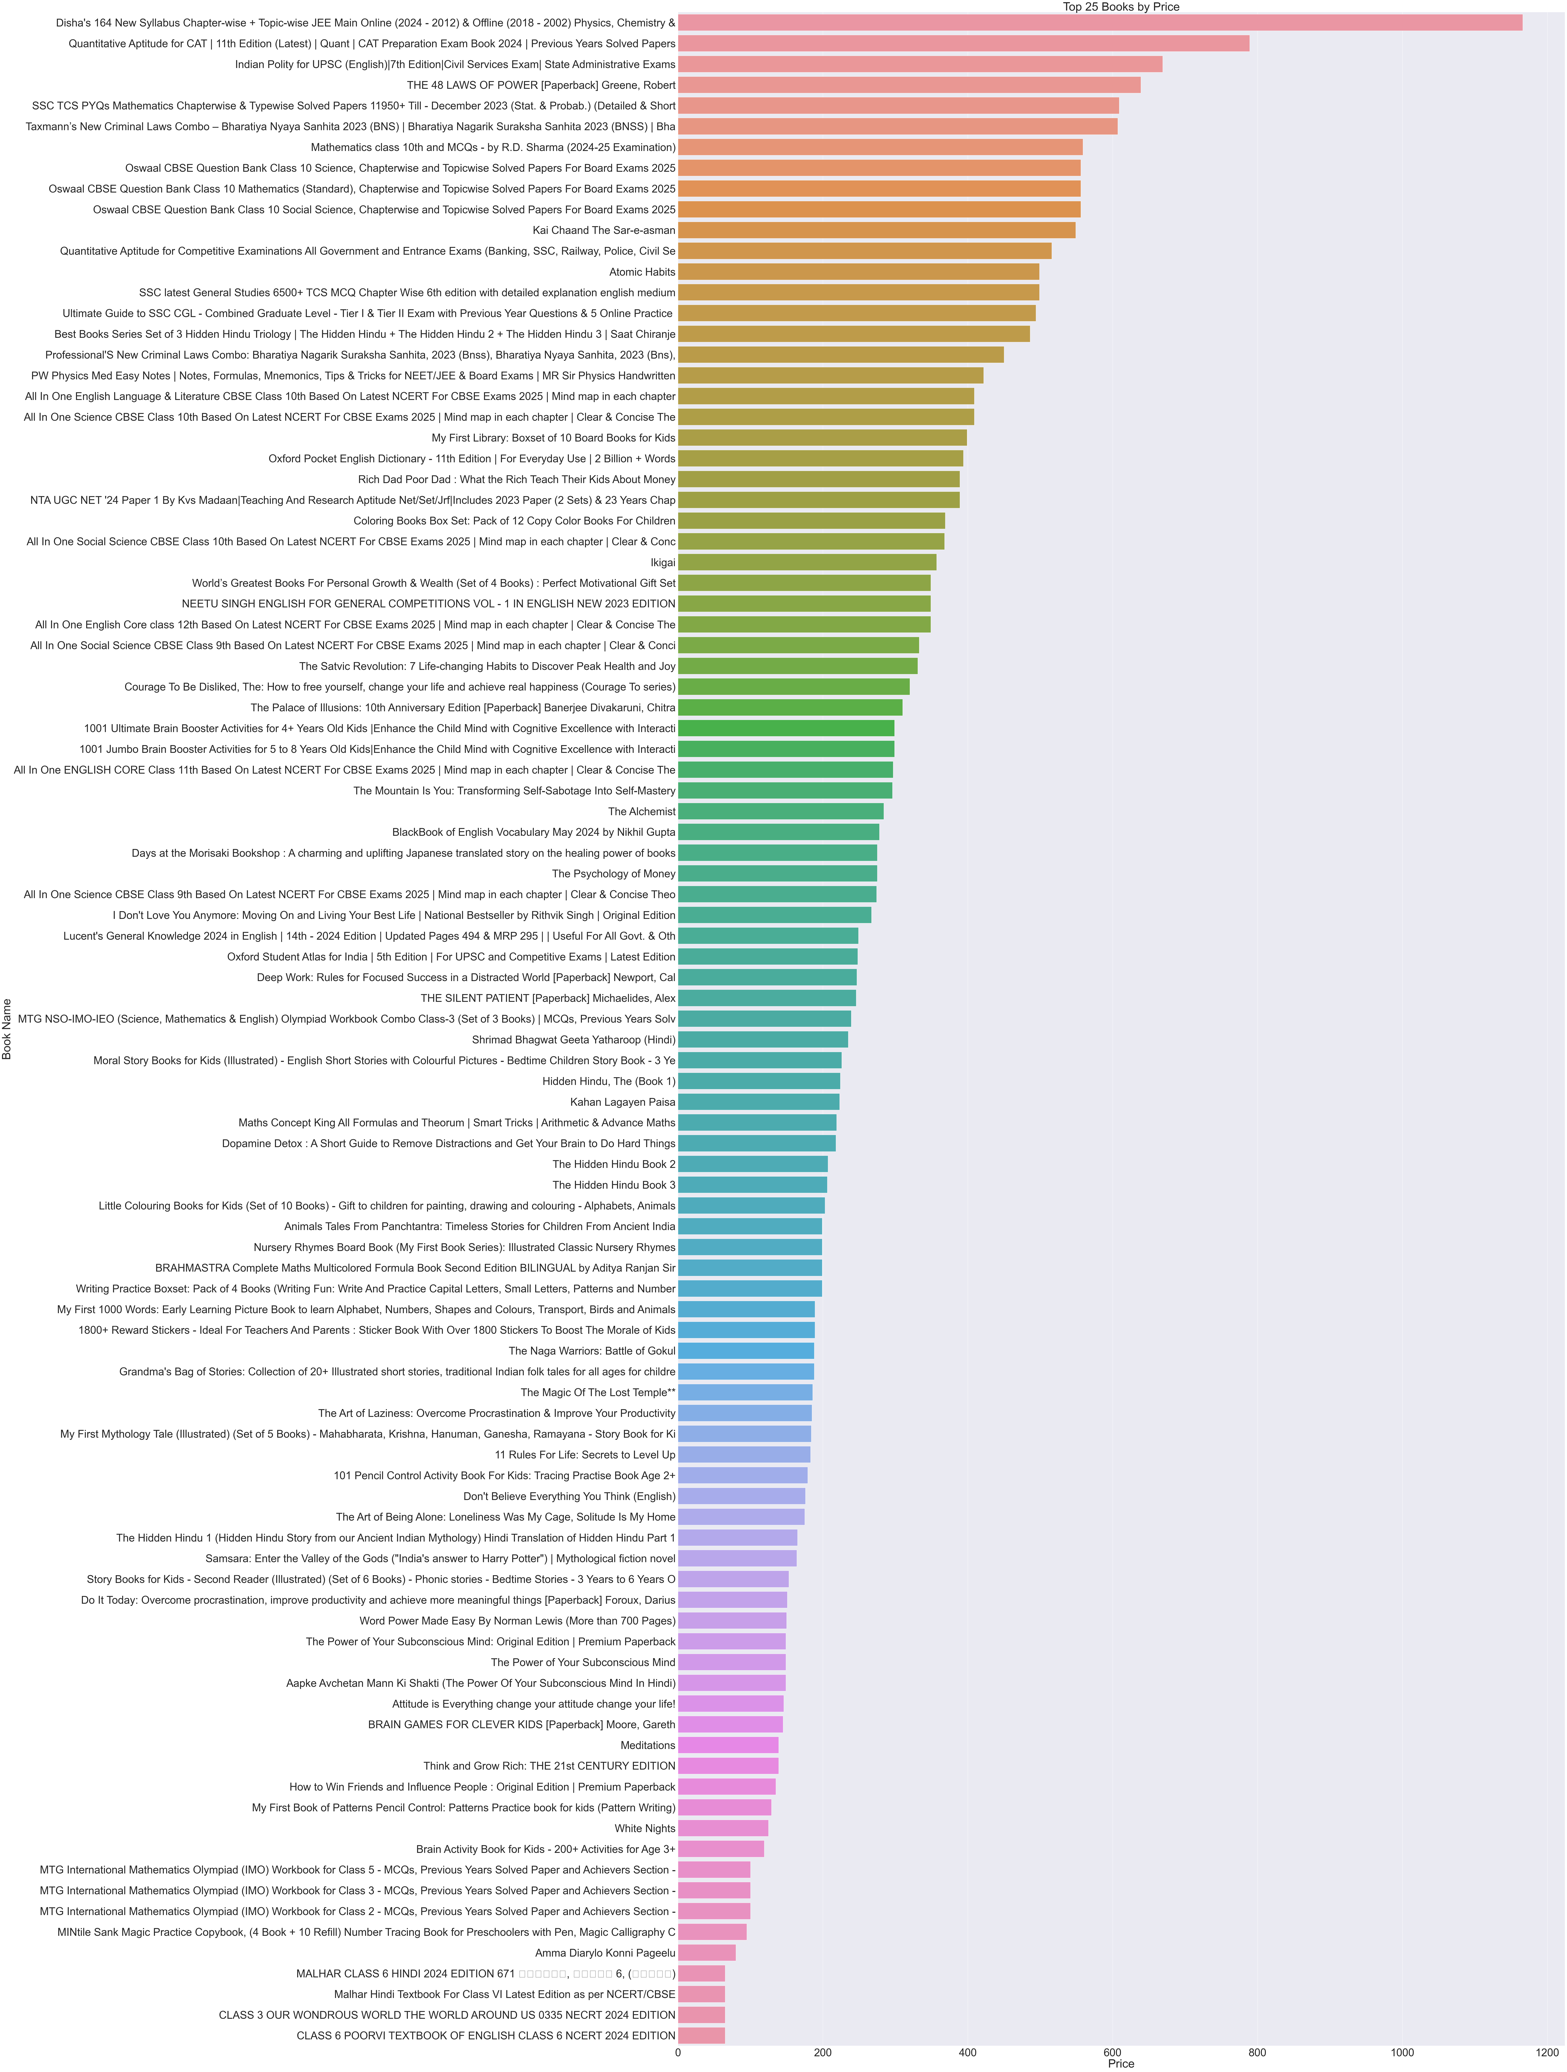 Top 25 Books by Price
Disha's 164 New Syllabus Chapter-wise + Topic-wise JEE Main Online (2024 - 2012) & Offline (2018 - 2002) Physics, Chemistry &
Quantitative Aptitude for CAT | 11th Edition (Latest) | Quant | CAT Preparation Exam Book 2024 | Previous Years Solved Papers
Indian Polity for UPSC (English)|7th Edition|Civil Services Exam| State Administrative Exams
THE 48 LAWS OF POWER [Paperback] Greene, Robert
SSC TCS PYQs Mathematics Chapterwise & Typewise Solved Papers 11950+ Till - December 2023 (Stat. & Probab.) (Detailed & Short
Taxmann’s New Criminal Laws Combo – Bharatiya Nyaya Sanhita 2023 (BNS) | Bharatiya Nagarik Suraksha Sanhita 2023 (BNSS) | Bha
Mathematics class 10th and MCQs - by R.D. Sharma (2024-25 Examination)
Oswaal CBSE Question Bank Class 10 Science, Chapterwise and Topicwise Solved Papers For Board Exams 2025
Oswaal CBSE Question Bank Class 10 Mathematics (Standard), Chapterwise and Topicwise Solved Papers For Board Exams 2025
Oswaal CBSE Question Bank Class 10 Social Science, Chapterwise and Topicwise Solved Papers For Board Exams 2025
Kai Chaand The Sar-e-asman
Quantitative Aptitude for Competitive Examinations All Government and Entrance Exams (Banking, SSC, Railway, Police, Civil Se
Atomic Habits
SSC latest General Studies 6500+ TCS MCQ Chapter Wise 6th edition with detailed explanation english medium
Ultimate Guide to SSC CGL - Combined Graduate Level - Tier I & Tier II Exam with Previous Year Questions & 5 Online Practice
Best Books Series Set of 3 Hidden Hindu Triology | The Hidden Hindu + The Hidden Hindu 2 + The Hidden Hindu 3 | Saat Chiranje
Professional'S New Criminal Laws Combo: Bharatiya Nagarik Suraksha Sanhita, 2023 (Bnss), Bharatiya Nyaya Sanhita, 2023 (Bns),
PW Physics Med Easy Notes | Notes, Formulas, Mnemonics, Tips & Tricks for NEET/JEE & Board Exams | MR Sir Physics Handwritten
All In One English Language & Literature CBSE Class 10th Based On Latest NCERT For CBSE Exams 2025 | Mind map in each chapter
All In One Science CBSE Class 10th Based On Latest NCERT For CBSE Exams 2025 | Mind map in each chapter | Clear & Concise The
My First Library: Boxset of 10 Board Books for Kids
Oxford Pocket English Dictionary - 11th Edition | For Everyday Use | 2 Billion + Words
Rich Dad Poor Dad : What the Rich Teach Their Kids About Money
NTA UGC NET '24 Paper 1 By Kvs Madaan|Teaching And Research Aptitude Net/Set/Jrf|Includes 2023 Paper (2 Sets) & 23 Years Chap
Coloring Books Box Set: Pack of 12 Copy Color Books For Children
All In One Social Science CBSE Class 10th Based On Latest NCERT For CBSE Exams 2025 | Mind map in each chapter | Clear & Conc
Ikigai
World’s Greatest Books For Personal Growth & Wealth (Set of 4 Books) : Perfect Motivational Gift Set
NEETU SINGH ENGLISH FOR GENERAL COMPETITIONS VOL - 1 IN ENGLISH NEW 2023 EDITION
All In One English Core class 12th Based On Latest NCERT For CBSE Exams 2025 | Mind map in each chapter | Clear & Concise The
All In One Social Science CBSE Class 9th Based On Latest NCERT For CBSE Exams 2025 | Mind map in each chapter | Clear & Conci
The Satvic Revolution: 7 Life-changing Habits to Discover Peak Health and Joy
Courage To Be Disliked, The: How to free yourself, change your life and achieve real happiness (Courage To series)
The Palace of Illusions: 10th Anniversary Edition [Paperback] Banerjee Divakaruni, Chitra
1001 Ultimate Brain Booster Activities for 4+ Years Old Kids |Enhance the Child Mind with Cognitive Excellence with Interacti
1001 Jumbo Brain Booster Activities for 5 to 8 Years Old Kids|Enhance the Child Mind with Cognitive Excellence with Interacti
All In One ENGLISH CORE Class 11th Based On Latest NCERT For CBSE Exams 2025 | Mind map in each chapter | Clear & Concise The
The Mountain Is You: Transforming Self-Sabotage Into Self-Mastery
The Alchemist
BlackBook of English Vocabulary May 2024 by Nikhil Gupta
Days at the Morisaki Bookshop : A charming and uplifting Japanese translated story on the healing power of books
The Psychology of Money
All In One Science CBSE Class 9th Based On Latest NCERT For CBSE Exams 2025 | Mind map in each chapter | Clear & Concise Theo
I Don't Love You Anymore: Moving On and Living Your Best Life | National Bestseller by Rithvik Singh | Original Edition
Lucent's General Knowledge 2024 in English | 14th - 2024 Edition | Updated Pages 494 & MRP 295 | | Useful For All Govt. & Oth
Oxford Student Atlas for India | 5th Edition | For UPSC and Competitive Exams | Latest Edition
Deep Work: Rules for Focused Success in a Distracted World [Paperback] Newport, Cal
THE SILENT PATIENT [Paperback] Michaelides, Alex
MTG NSO-IMO-IEO (Science, Mathematics & English) Olympiad Workbook Combo Class-3 (Set of 3 Books) | MCQs, Previous Years Solv
Shrimad Bhagwat Geeta Yatharoop (Hindi)
Moral Story Books for Kids (Illustrated) - English Short Stories with Colourful Pictures - Bedtime Children Story Book - 3 Ye
Hidden Hindu, The (Book 1)
Kahan Lagayen Paisa
Maths Concept King All Formulas and Theorum | Smart Tricks | Arithmetic & Advance Maths
Dopamine Detox : A Short Guide to Remove Distractions and Get Your Brain to Do Hard Things
The Hidden Hindu Book 2
The Hidden Hindu Book 3
Little Colouring Books for Kids (Set of 10 Books) - Gift to children for painting, drawing and colouring - Alphabets, Animals
Animals Tales From Panchtantra: Timeless Stories for Children From Ancient India
Nursery Rhymes Board Book (My First Book Series): Illustrated Classic Nursery Rhymes
BRAHMASTRA Complete Maths Multicolored Formula Book Second Edition BILINGUAL by Aditya Ranjan Sir
Writing Practice Boxset: Pack of 4 Books (Writing Fun: Write And Practice Capital Letters, Small Letters, Patterns and Number
My First 1000 Words: Early Learning Picture Book to learn Alphabet, Numbers, Shapes and Colours, Transport, Birds and Animals
1800+ Reward Stickers - Ideal For Teachers And Parents : Sticker Book With Over 1800 Stickers To Boost The Morale of Kids
The Naga Warriors: Battle of Gokul
Grandma's Bag of Stories: Collection of 20+ Illustrated short stories, traditional Indian folk tales for all ages for childre
The Magic Of The Lost Temple**
The Art of Laziness: Overcome Procrastination & Improve Your Productivity
My First Mythology Tale (Illustrated) (Set of 5 Books) - Mahabharata, Krishna, Hanuman, Ganesha, Ramayana - Story Book for Ki
11 Rules For Life: Secrets to Level Up
101 Pencil Control Activity Book For Kids: Tracing Practise Book Age 2+
Don't Believe Everything You Think (English)
The Art of Being Alone: Loneliness Was My Cage, Solitude Is My Home
The Hidden Hindu 1 (Hidden Hindu Story from our Ancient Indian Mythology) Hindi Translation of Hidden Hindu Part 1
Samsara: Enter the Valley of the Gods ("India's answer to Harry Potter") | Mythological fiction novel
Story Books for Kids - Second Reader (Illustrated) (Set of 6 Books) - Phonic stories - Bedtime Stories - 3 Years to 6 Years O
Do It Today: Overcome procrastination, improve productivity and achieve more meaningful things [Paperback] Foroux, Darius
Word Power Made Easy By Norman Lewis (More than 700 Pages)
The Power of Your Subconscious Mind: Original Edition | Premium Paperback
The Power of Your Subconscious Mind
Aapke Avchetan Mann Ki Shakti (The Power Of Your Subconscious Mind In Hindi)
Attitude is Everything change your attitude change your life!
BRAIN GAMES FOR CLEVER KIDS [Paperback] Moore, Gareth
Meditations
Think and Grow Rich: THE 21st CENTURY EDITION
How to Win Friends and Influence People : Original Edition | Premium Paperback
My First Book of Patterns Pencil Control: Patterns Practice book for kids (Pattern Writing)
White Nights
Brain Activity Book for Kids - 200+ Activities for Age 3+
MTG International Mathematics Olympiad (IMO) Workbook for Class 5 - MCQs, Previous Years Solved Paper and Achievers Section -
MTG International Mathematics Olympiad (IMO) Workbook for Class 3 - MCQs, Previous Years Solved Paper and Achievers Section -
MTG International Mathematics Olympiad (IMO) Workbook for Class 2 - MCQs, Previous Years Solved Paper and Achievers Section -
MINtile Sank Magic Practice Copybook, (4 Book + 10 Refill) Number Tracing Book for Preschoolers with Pen, Magic Calligraphy C
Amma Diarylo Konni Pageelu
MALHAR CLASS 6 HINDI 2024 EDITION 671 , 6, ()
Malhar Hindi Textbook For Class VI Latest Edition as per NCERT/CBSE
CLASS 3 OUR WONDROUS WORLD THE WORLD AROUND US 0335 NECRT 2024 EDITION
CLASS 6 POORVI TEXTBOOK OF ENGLISH CLASS 6 NCERT 2024 EDITION
Book Name
0 200 400 600 800 1000 1200
Price